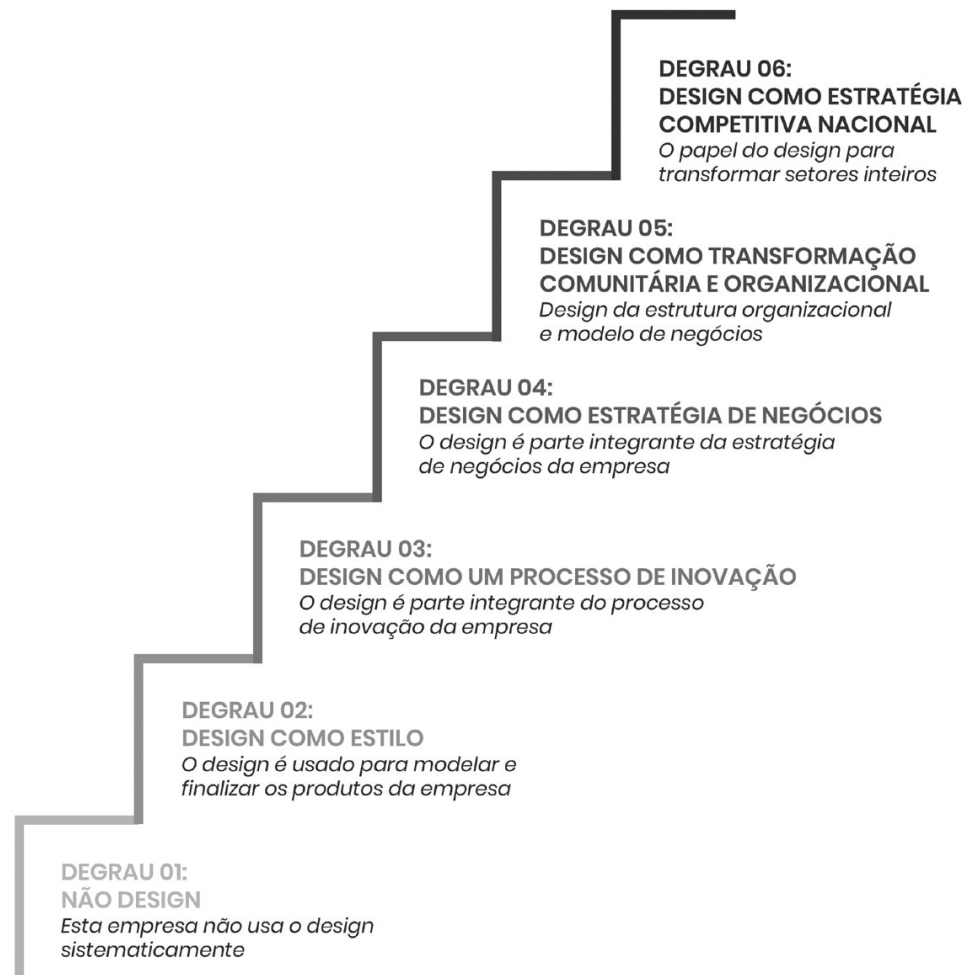 DEGRAU 06:
DESIGN COMO ESTRATÉGIA
COMPETITIVA NACIONAL
O papel do design para
transformar setores inteiros
DEGRAU 05:
DESIGN COMO TRANSFORMAÇÃO
COMUNITÁRIA E ORGANIZACIONAL
Design da estrutura organizacional
e modelo de negócios
DEGRAU 04:
DESIGN COMO ESTRATÉGIA DE NEGÓCIOS
O design é parte integrante da estratégia
de negócios da empresa
DEGRAU 03:
DESIGN COMO UM PROCESSO DE INOVAÇÃO
O design é parte integrante do processo
de inovação da empresa
DEGRAU 02:
DESIGN COMO ESTILO
O design é usado para modelar e
finalizar os produtos da empresa
DEGRAU 01:
NÃO DESIGN
Esta empresa não usa o design
sistematicamente